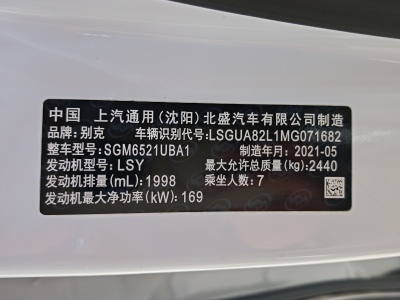 中国 上汽通用(沈阳)北盛汽车有限公司制造
品牌:别克 车辆识别代号:LSGUA82L1MG071682
整车型号:SGM6521UBA1 制造年月:2021-05
发动机型号:LSY 最大允许总质量(kg):2440
发动机排量(mL):1998 乘坐人数:7
发动机最大净功率(kW):169